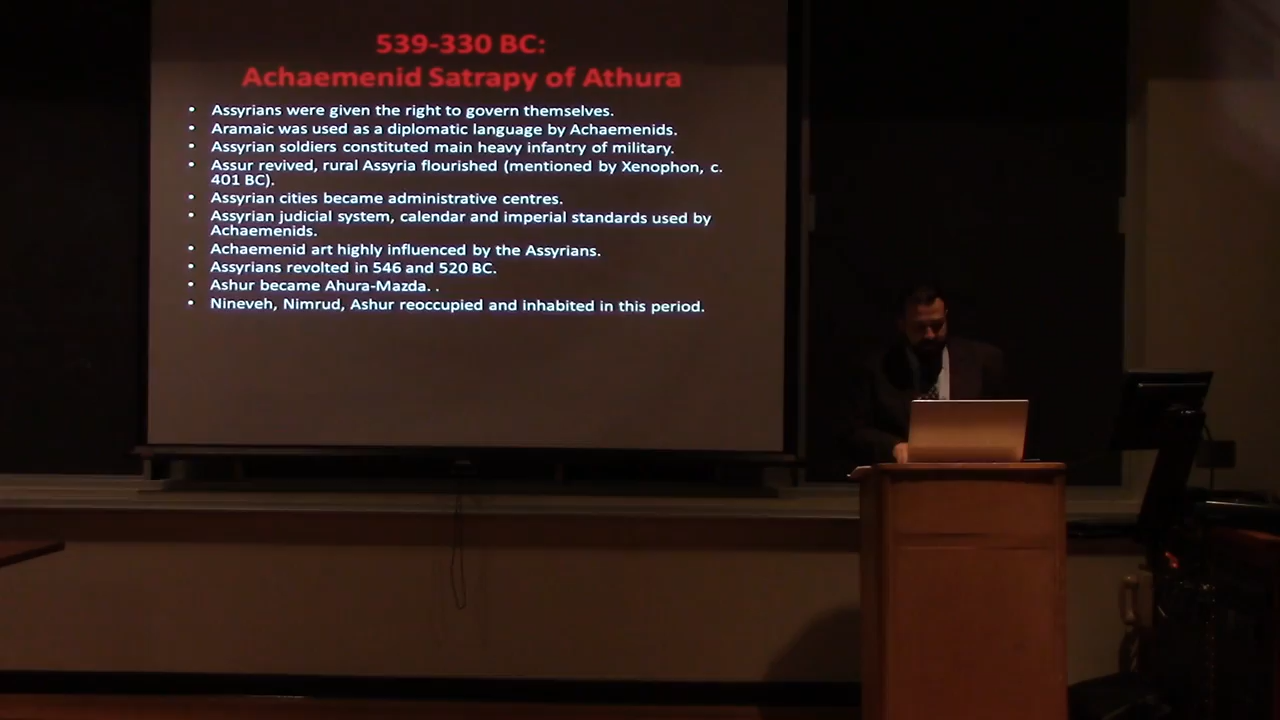 539-330 BC:
Achaemenid Satrapy of Athura
• Assyrians were given the right to govern themselves.
• Aramaic was used as a diplomatic language by Achaemenids.
• Assyrian soldiers constituted main heavy infantry of military.
• Assur revived, rural Assyria flourished (mentioned by Xenophon, c.
401 BC).
• Assyrian cities became administrative centres.
• Assyrian judicial system, calendar and imperial standards used by
Achaemenids.
• Achaemenid art highly influenced by the Assyrians.
• Assyrians revolted in 546 and 520 BC.
• Ashur became Ahura-Mazda. .
• Nineveh, Nimrud, Ashur reoccupied and inhabited in this period.